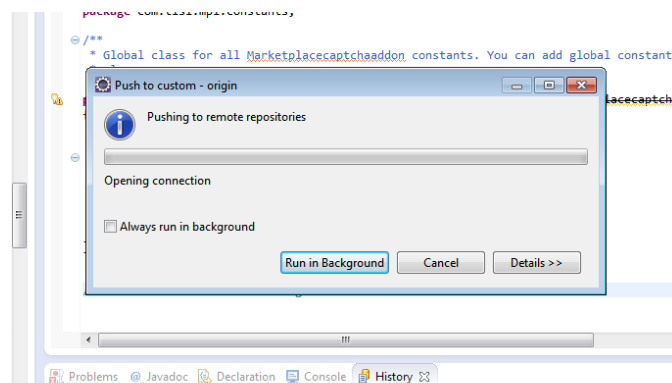 package com.tisl.mpl.constants;
/**
* Global class for all Marketplacecaptchaaddon constants. You can add global constant
Push to custom - origin
lacecaptch
Pushing to remote repositories
Opening connection
Always run in background
Run in Background Cancel Details >>
Problems @ Javadoc Declaration Console History